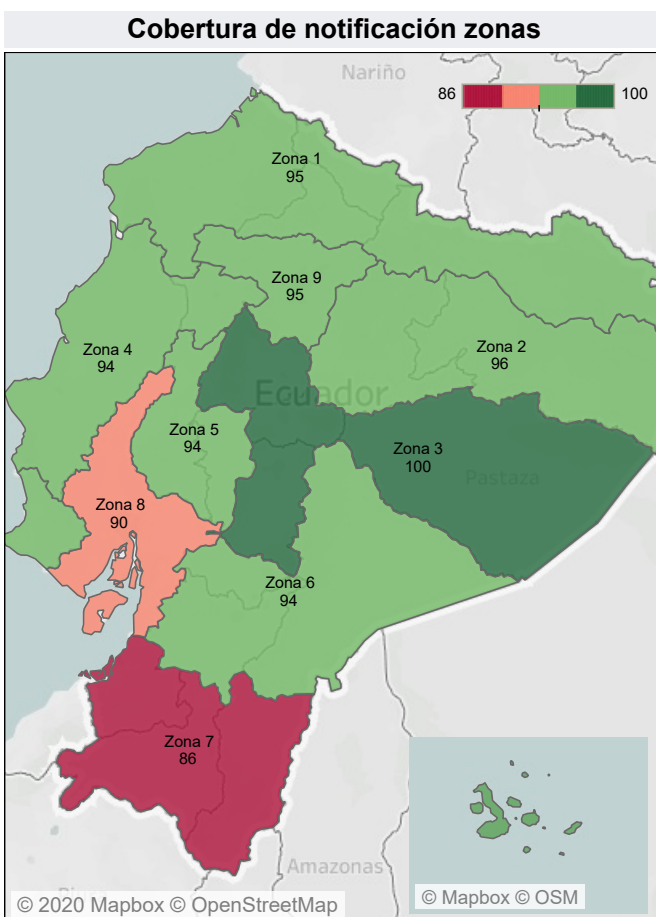 Cobertura de notificación zonas
Nariño
86
100
Zona 1
95
Zona 9
95
Zona 4
94
Zona 2
96
Ecuador
Zona 5
94
Zona 3
100
Pastaza
Zona 8
90
Zona 6
94
Zona 7
86
Amazonas
© 2020 Mapbox © OpenStreetMap
© Mapbox © OSM